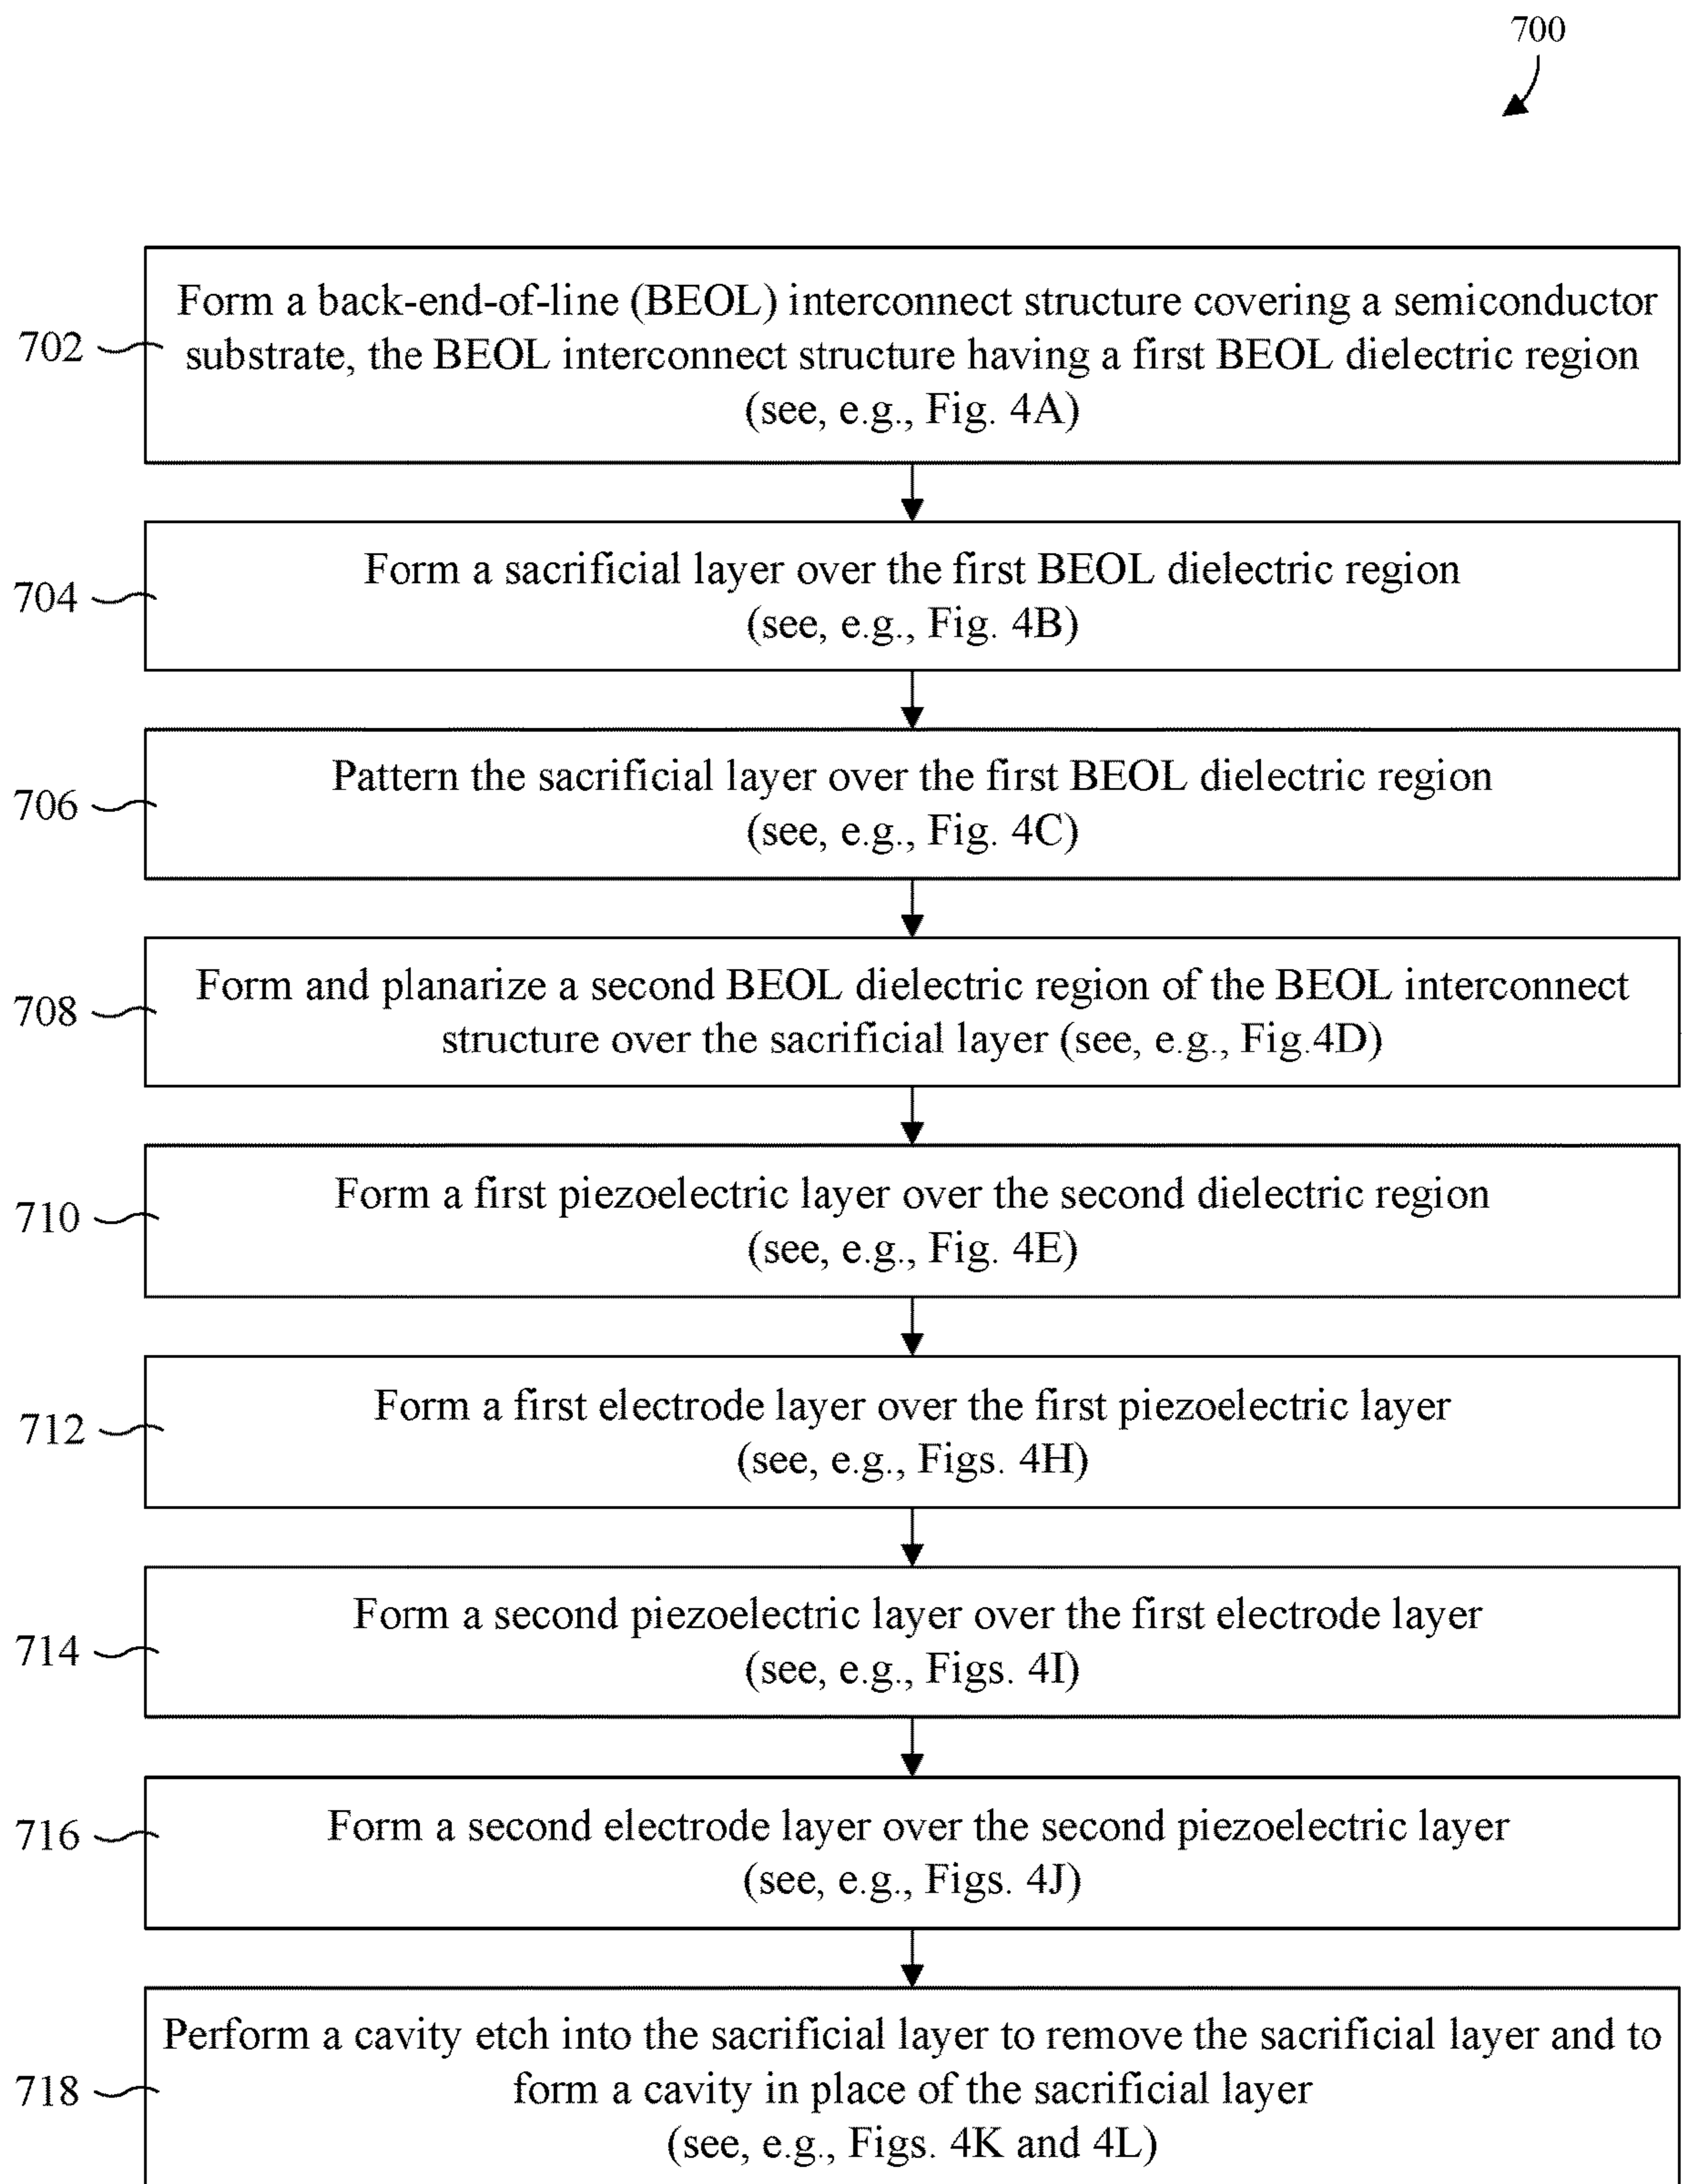 700
702
Form a back-end-of-line (BEOL) interconnect structure covering a semiconductor
substrate, the BEOL interconnect structure having a first BEOL dielectric region
(see, e.g., Fig. 4A)
704
Form a sacrificial layer over the first BEOL dielectric region
(see, e.g., Fig. 4B)
706
Pattern the sacrificial layer over the first BEOL dielectric region
(see, e.g., Fig. 4C)
708
Form and planarize a second BEOL dielectric region of the BEOL interconnect
structure over the sacrificial layer (see, e.g., Fig.4D)
710
Form a first piezoelectric layer over the second dielectric region
(see, e.g., Fig. 4E)
712
Form a first electrode layer over the first piezoelectric layer
(see, e.g., Figs. 4H)
714
Form a second piezoelectric layer over the first electrode layer
(see, e.g., Figs. 4I)
716
Form a second electrode layer over the second piezoelectric layer
(see, e.g., Figs. 4J)
718
Perform a cavity etch into the sacrificial layer to remove the sacrificial layer and to
form a cavity in place of the sacrificial layer
(see, e.g., Figs. 4K and 4L)